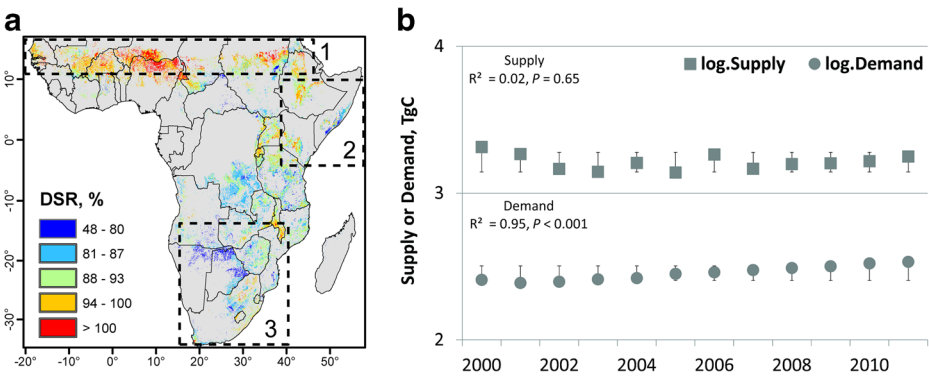 a
1
2
3
10°
0°
-10°
-20°
-30°
DSR, %
48 - 80
81 - 87
88 - 93
94 - 100
> 100
-20° -10° 0° 10° 20° 30° 40° 50°
b
Supply or Demand, TgC
4
3
2
Supply
R² = 0.02, P = 0.65
log.Supply log.Demand
Demand
R² = 0.95, P < 0.001
2000 2002 2004 2006 2008 2010